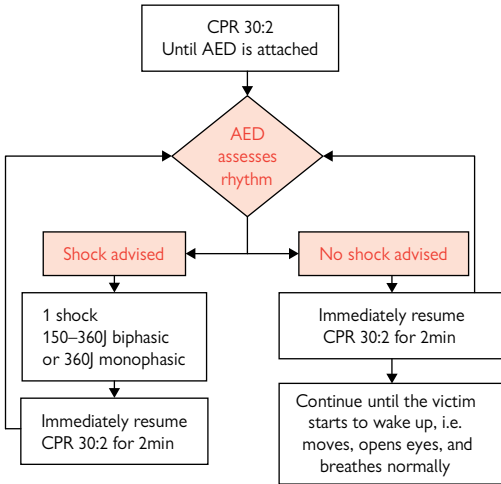 CPR 30:2
Until AED is attached
AED
assesses
rhythm
Shock advised
No shock advised
1 shock
150–360J biphasic
or 360J monophasic
Immediately resume
CPR 30:2 for 2min
Immediately resume
CPR 30:2 for 2min
Continue until the victim
starts to wake up, i.e.
moves, opens eyes, and
breathes normally